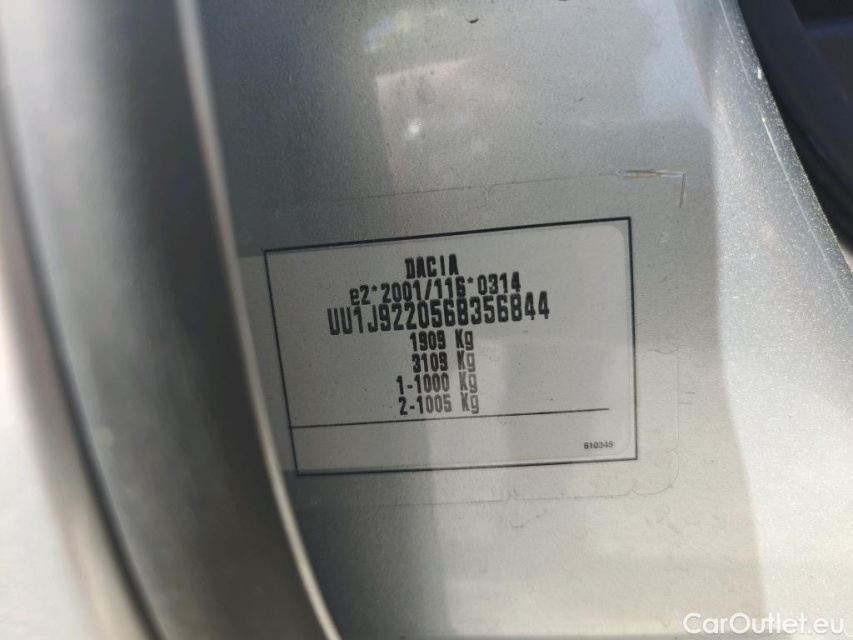 DACIA
e2*2001/116*0314
UU1J9220568356844
1909 Kg
3109 Kg
1-1000 Kg
2-1005 Kg
610345
CarOutlet.eu